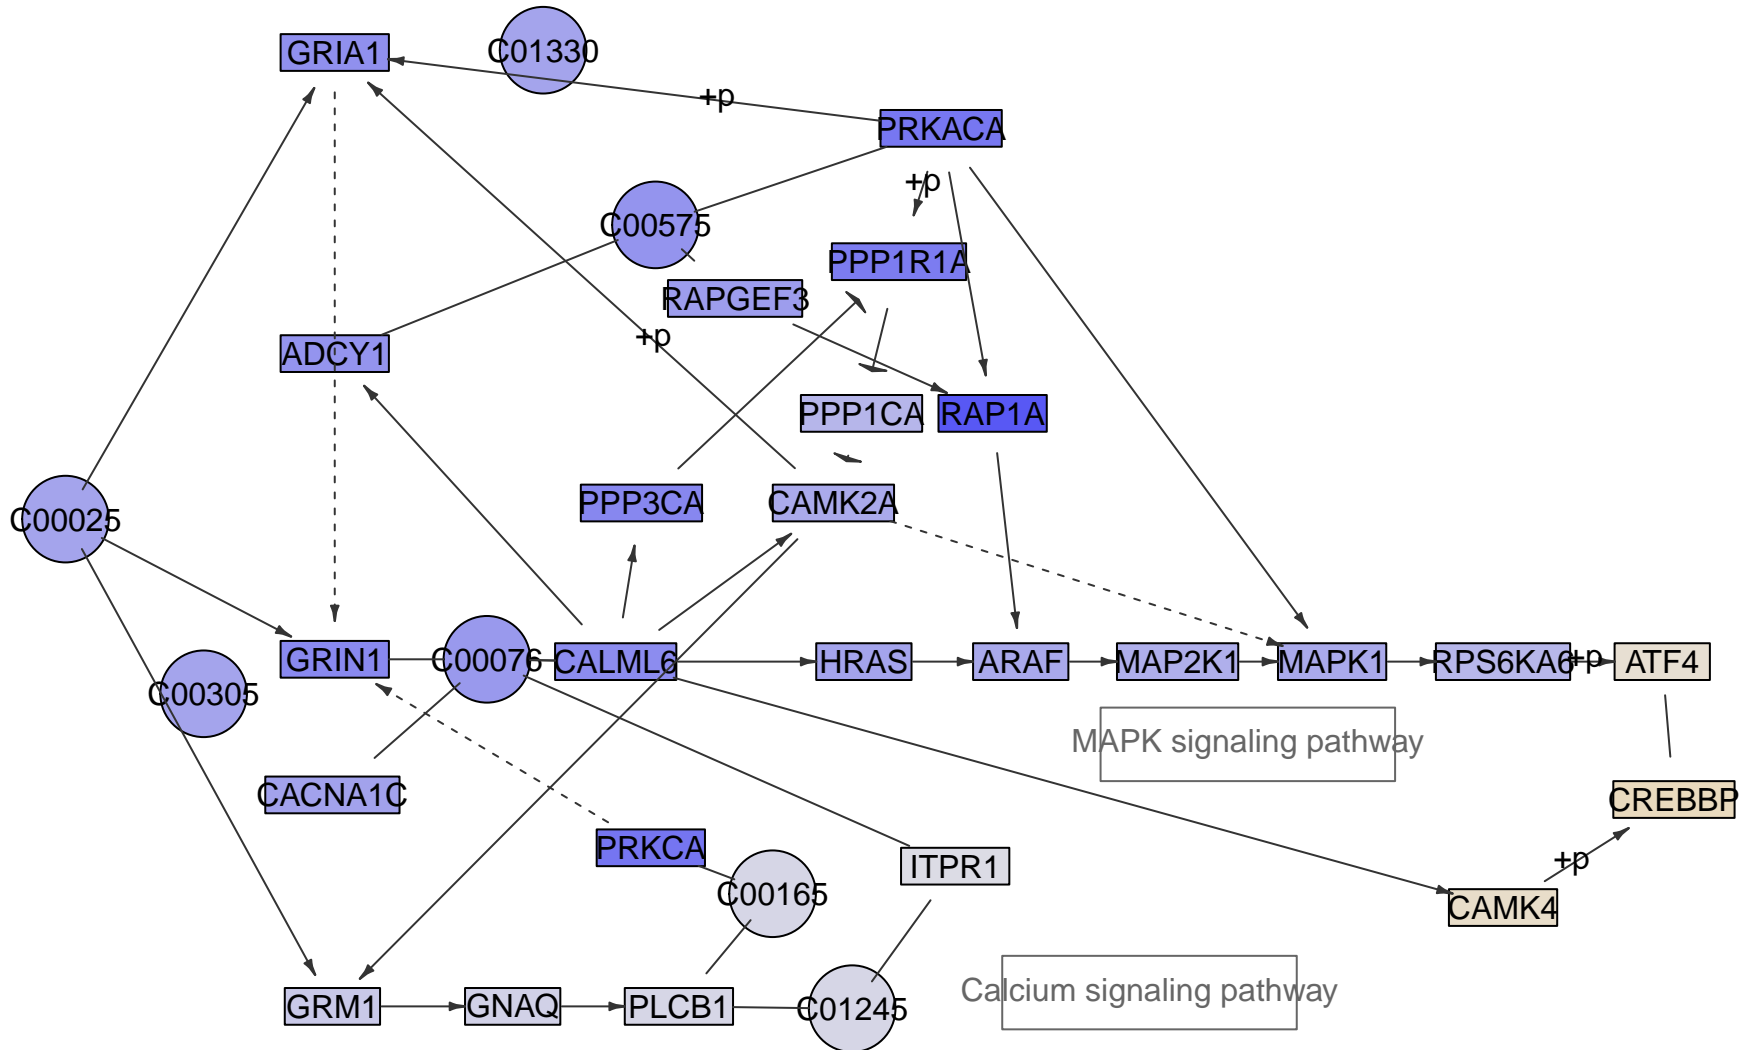 GRIA1
C01330
+p
PRKACA
+p
C00575
PPP1R1A
RAPGEF3
+p
ADCY1
PPP1CA
RAP1A
PPP3CA
CAMK2A
C00025
GRIN1
C00076
CALML6
HRAS
ARAF
MAP2K1
MAPK1
RPS6KA6
+p
ATF4
C00305
MAPK signaling pathway
CACNA1C
CREBBP
PRKCA
ITPR1
+p
C00165
CAMK4
Calcium signaling pathway
GRM1
GNAQ
PLCB1
C01245